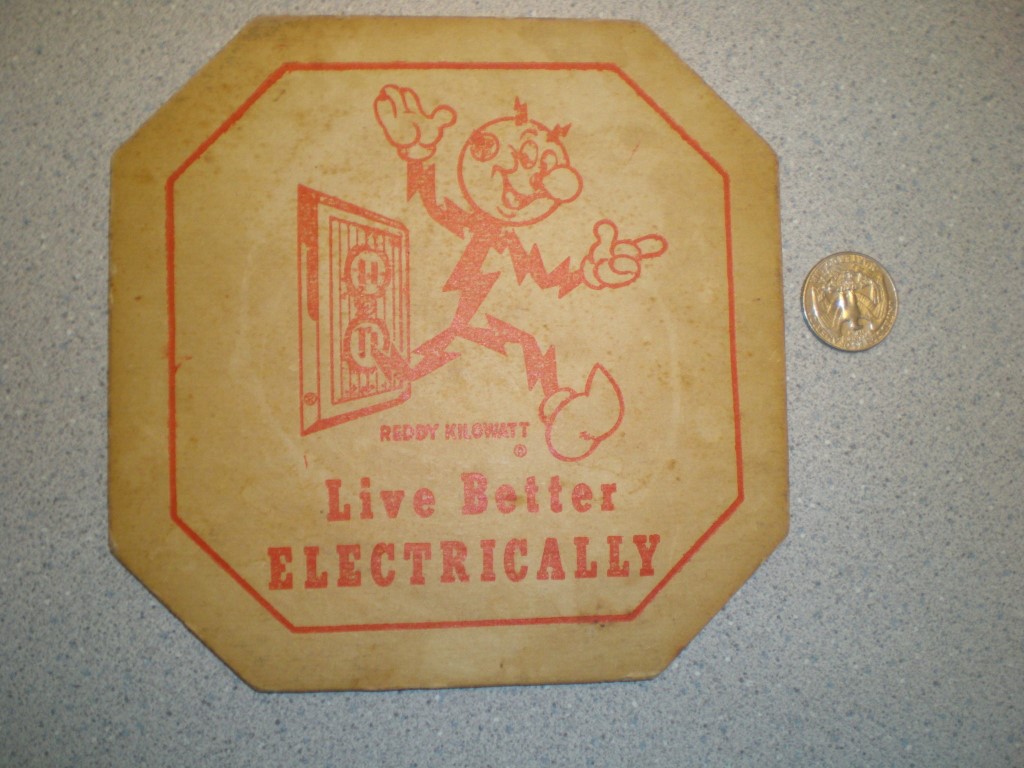 REDDY KILOWATT
®
Live Better
ELECTRICALLY